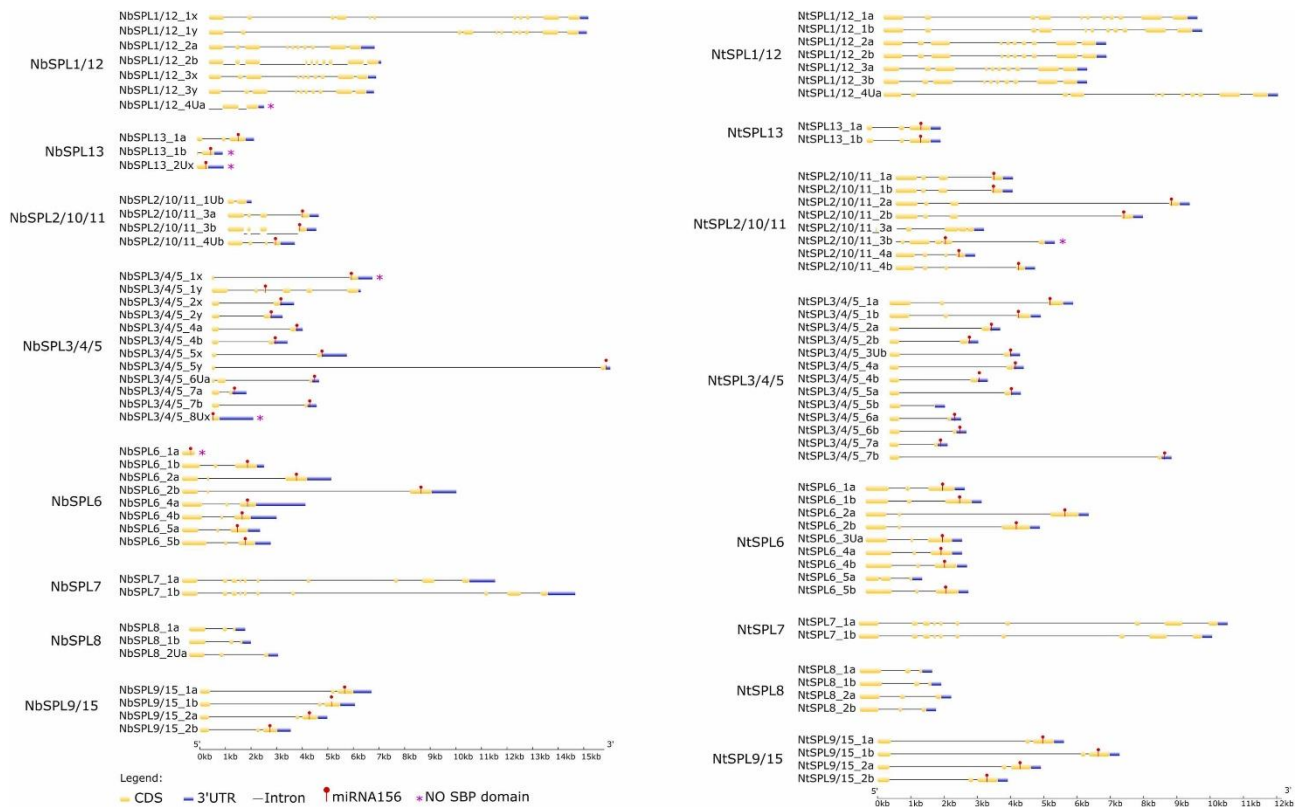 NbSPL1/12
NbSPL1/12_1x
NbSPL1/12_1y
NbSPL1/12_2a
NbSPL1/12_2b
NbSPL1/12_3x
NbSPL1/12_3y
NbSPL1/12_4Ua *
NbSPL13
NbSPL13_1a
NbSPL13_1b *
NbSPL13_2Ux *
NbSPL2/10/11
NbSPL2/10/11_1Ub
NbSPL2/10/11_3a
NbSPL2/10/11_3b
NbSPL2/10/11_4Ub
NbSPL3/4/5
NbSPL3/4/5_1x *
NbSPL3/4/5_1y
NbSPL3/4/5_2x
NbSPL3/4/5_2y
NbSPL3/4/5_4a
NbSPL3/4/5_4b
NbSPL3/4/5_5x
NbSPL3/4/5_5y
NbSPL3/4/5_6Ua
NbSPL3/4/5_7a
NbSPL3/4/5_7b
NbSPL3/4/5_8Ux *
NbSPL6
NbSPL6_1a *
NbSPL6_1b
NbSPL6_2a
NbSPL6_2b
NbSPL6_4a
NbSPL6_4b
NbSPL6_5a
NbSPL6_5b
NbSPL7
NbSPL7_1a
NbSPL7_1b
NbSPL8
NbSPL8_1a
NbSPL8_1b
NbSPL8_2Ua
NbSPL9/15
NbSPL9/15_1a
NbSPL9/15_1b
NbSPL9/15_2a
NbSPL9/15_2b
5' 3'
0kb 1kb 2kb 3kb 4kb 5kb 6kb 7kb 8kb 9kb 10kb 11kb 12kb 13kb 14kb 15kb
Legend:
CDS 3'UTR Intron miRNA156 * NO SBP domain
NtSPL1/12
NtSPL1/12_1a
NtSPL1/12_1b
NtSPL1/12_2a
NtSPL1/12_2b
NtSPL1/12_3a
NtSPL1/12_3b
NtSPL1/12_4Ua
NtSPL13
NtSPL13_1a
NtSPL13_1b
NtSPL2/10/11
NtSPL2/10/11_1a
NtSPL2/10/11_1b
NtSPL2/10/11_2a
NtSPL2/10/11_2b
NtSPL2/10/11_3a
NtSPL2/10/11_3b *
NtSPL2/10/11_4a
NtSPL2/10/11_4b
NtSPL3/4/5
NtSPL3/4/5_1a
NtSPL3/4/5_1b
NtSPL3/4/5_2a
NtSPL3/4/5_2b
NtSPL3/4/5_3Ub
NtSPL3/4/5_4a
NtSPL3/4/5_4b
NtSPL3/4/5_5a
NtSPL3/4/5_5b
NtSPL3/4/5_6a
NtSPL3/4/5_6b
NtSPL3/4/5_7a
NtSPL3/4/5_7b
NtSPL6
NtSPL6_1a
NtSPL6_1b
NtSPL6_2a
NtSPL6_2b
NtSPL6_3Ua
NtSPL6_4a
NtSPL6_4b
NtSPL6_5a
NtSPL6_5b
NtSPL7
NtSPL7_1a
NtSPL7_1b
NtSPL8
NtSPL8_1a
NtSPL8_1b
NtSPL8_2a
NtSPL8_2b
NtSPL9/15
NtSPL9/15_1a
NtSPL9/15_1b
NtSPL9/15_2a
NtSPL9/15_2b
5' 3'
0kb 1kb 2kb 3kb 4kb 5kb 6kb 7kb 8kb 9kb 10kb 11kb 12kb